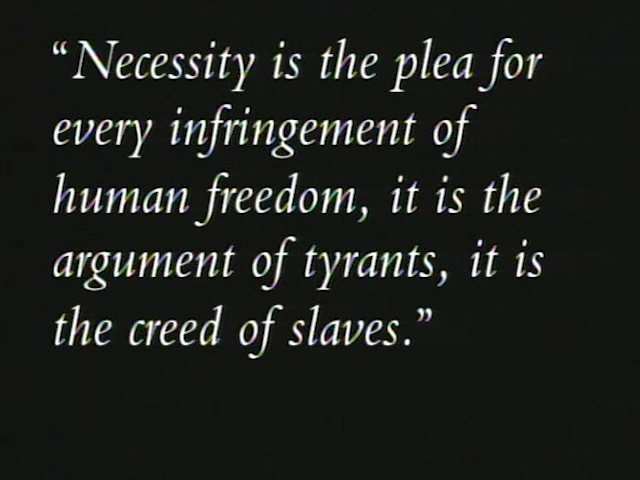 “Necessity is the plea for
every infringement of
human freedom, it is the
argument of tyrants, it is
the creed of slaves.”